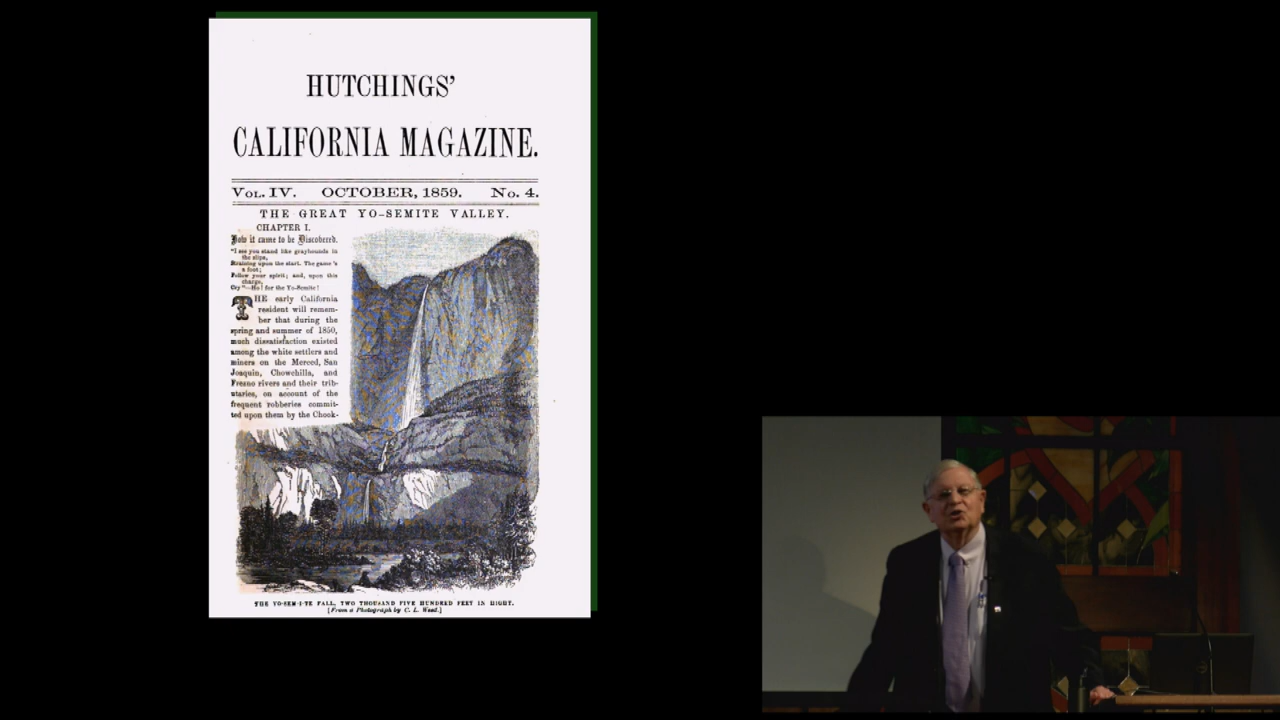 HUTCHINGS'
CALIFORNIA MAGAZINE.
VOL. IV. OCTOBER, 1859. No. 4.
THE GREAT YO-SEMITE VALLEY.
CHAPTER I.
How it came to be Discovered.
"I see you stand like grayhounds in
the slips,
Straining upon the start. The game's
a foot;
Follow your spirit; and, upon this
charge,
Cry"—Ho! for the Yo-Semite!
THE early California
resident will remem-
ber that during the
spring and summer of 1850,
much dissatisfaction existed
among the white settlers and
miners on the Merced, San
Joaquin, Chowchilla, and
Fresno rivers and their trib-
utaries, on account of the
frequent robberies commit-
ted upon them by the Chook-
THE YO-SEM-I-TE FALL, TWO THOUSAND FIVE HUNDRED FEET IN HIGHT.
[From a Photograph by C. L. Weed.]